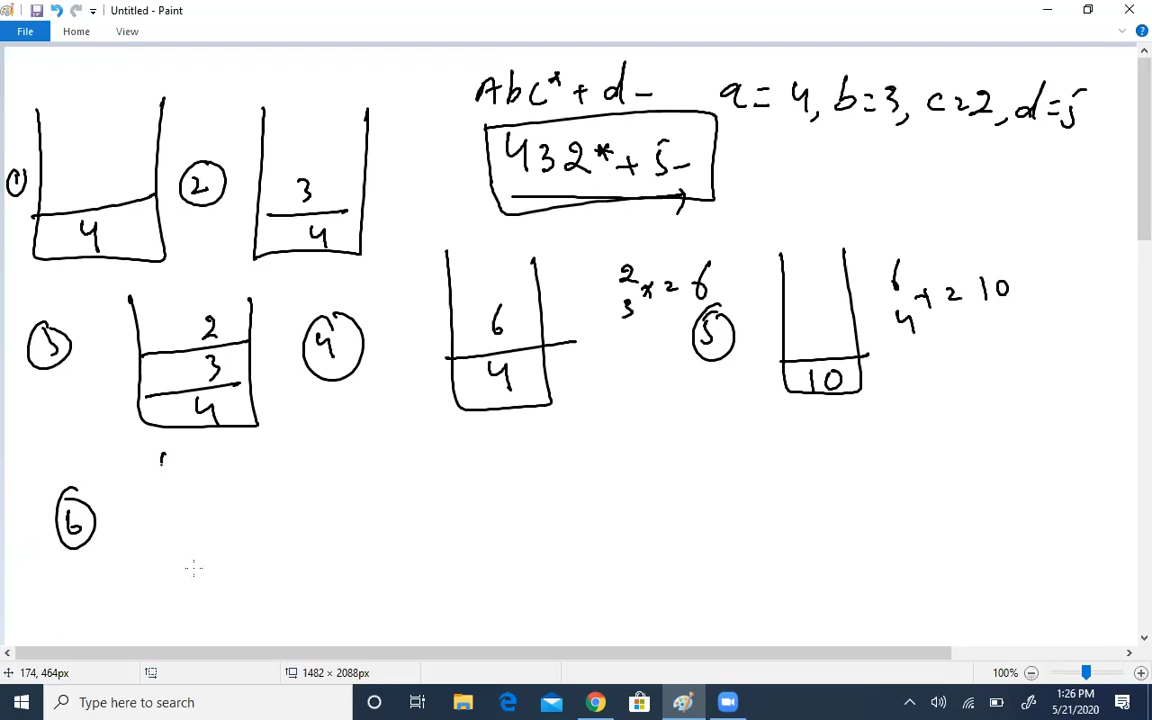 Untitled - Paint
File Home View
Abc*+d- a=4, b=3, c=2, d=5
432*+5-
①
4
②
3
4
③
2
3
4
④
6
4
2
3 * = 6
⑤
10
6
4 + = 10
⑥
174, 464px
1482 × 2088px
100%
Type here to search
1:26 PM
5/21/2020